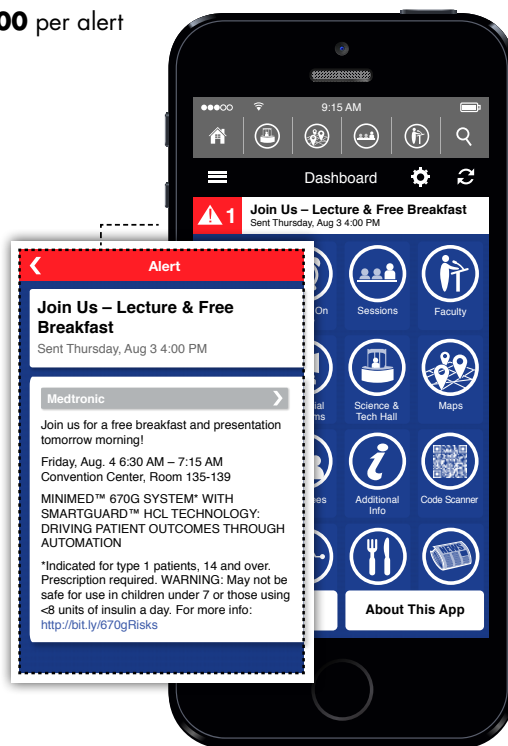 00 per alert
9:15 AM
Dashboard
1
Join Us – Lecture & Free Breakfast
Sent Thursday, Aug 3 4:00 PM
On
Sessions
Faculty
Science &
Tech Hall
Maps
Additional
Info
Code Scanner
NEWS
About This App
Alert
Join Us – Lecture & Free
Breakfast
Sent Thursday, Aug 3 4:00 PM
Medtronic
Join us for a free breakfast and presentation
tomorrow morning!
Friday, Aug. 4 6:30 AM – 7:15 AM
Convention Center, Room 135-139
MINIMED™ 670G SYSTEM* WITH
SMARTGUARD™ HCL TECHNOLOGY:
DRIVING PATIENT OUTCOMES THROUGH
AUTOMATION
*Indicated for type 1 patients, 14 and over.
Prescription required. WARNING: May not be
safe for use in children under 7 or those using
<8 units of insulin a day. For more info:
http://bit.ly/670gRisks